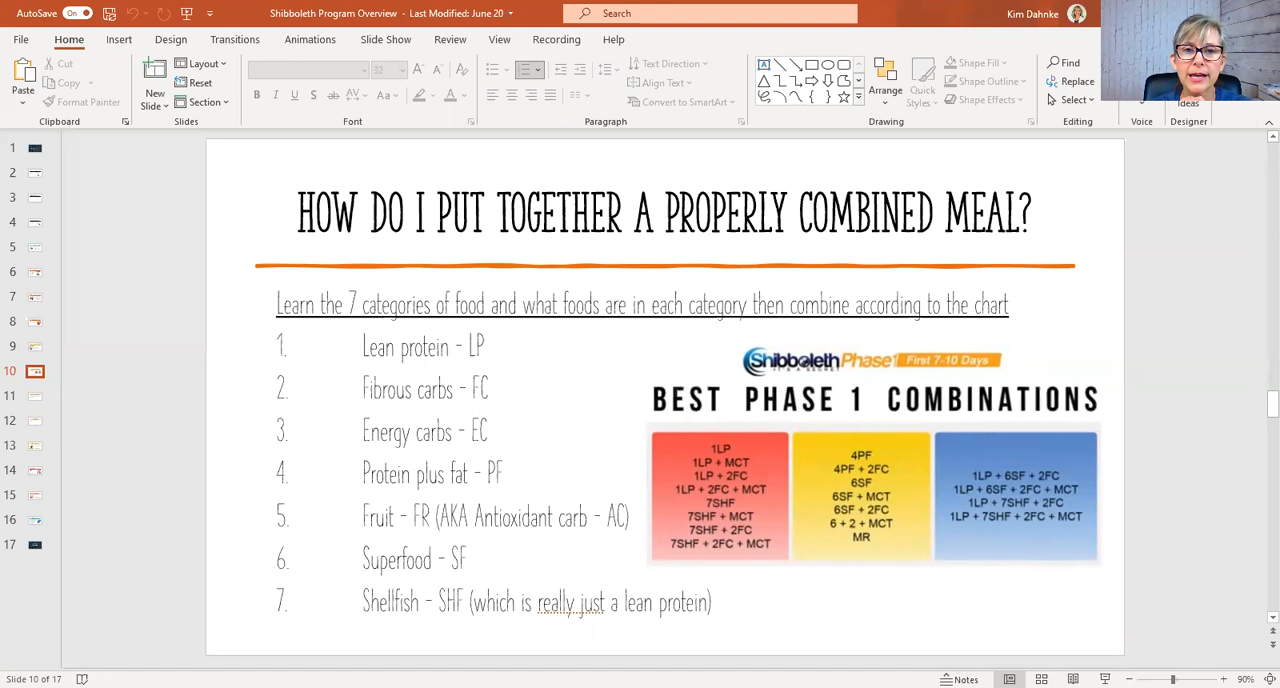 AutoSave On Shibboleth Program Overview - Last Modified: June 20 Search Kim Dahnke
File Home Insert Design Transitions Animations Slide Show Review View Recording Help
Paste
Cut
Copy
Format Painter
Clipboard
New Slide
Layout
Reset
Section
Slides
32
Font
Text Direction
Align Text
Convert to SmartArt
Paragraph
Arrange
Quick Styles
Shape Fill
Shape Outline
Shape Effects
Drawing
Find
Replace
Select
Editing
Voice
Ideas
Designer
1
2
3
4
5
6
7
8
9
10
11
12
13
14
15
16
17
HOW DO I PUT TOGETHER A PROPERLY COMBINED MEAL?
Learn the 7 categories of food and what foods are in each category then combine according to the chart
1. Lean protein - LP
2. Fibrous carbs - FC
3. Energy carbs - EC
4. Protein plus fat - PF
5. Fruit - FR (AKA Antioxidant carb - AC)
6. Superfood - SF
7. Shellfish - SHF (which is really just a lean protein)
Shibboleth Phase1 First 7-10 Days
IT'S A SECRET
BEST PHASE 1 COMBINATIONS
1LP
1LP + MCT
1LP + 2FC
1LP + 2FC + MCT
7SHF
7SHF + MCT
7SHF + 2FC
7SHF + 2FC + MCT
4PF
4PF + 2FC
6SF
6SF + MCT
6SF + 2FC
6 + 2 + MCT
MR
1LP + 6SF + 2FC
1LP + 6SF + 2FC + MCT
1LP + 7SHF + 2FC
1LP + 7SHF + 2FC + MCT
Slide 10 of 17 Notes 90%